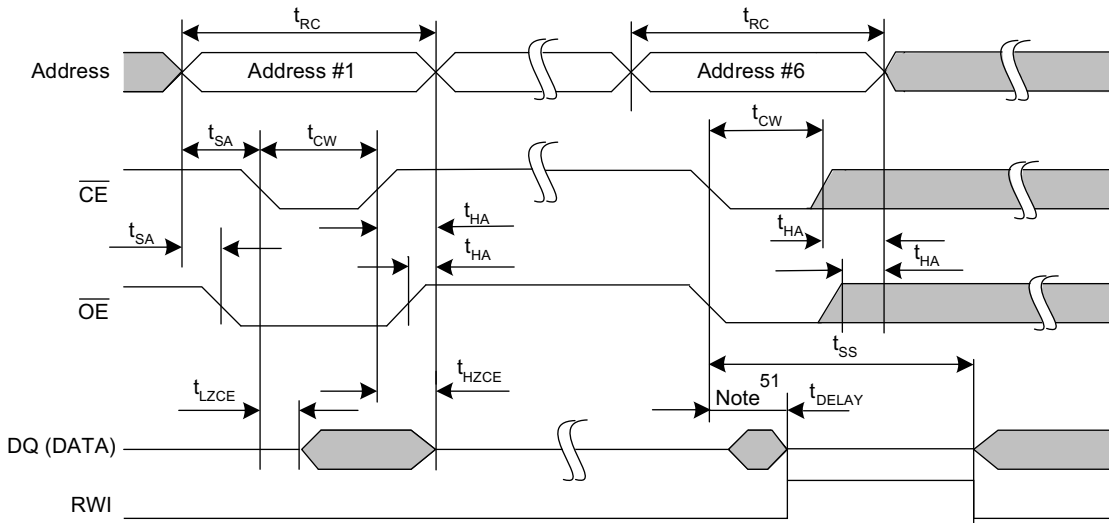 tRC tRC
Address Address #1 Address #6
tSA tCW tCW
CE
tHA tHA
tSA tHA tHA
OE
tSS
tLZCE tHZCE Note 51 tDELAY
DQ (DATA)
RWI